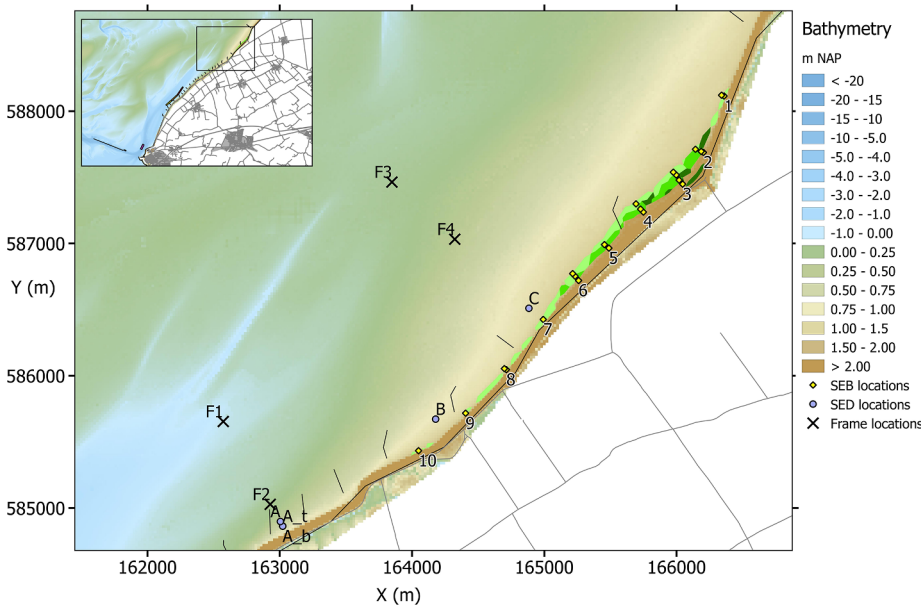 Bathymetry
m NAP
< -20
-20 - -15
-15 - -10
-10 - -5.0
-5.0 - -4.0
-4.0 - -3.0
-3.0 - -2.0
-2.0 - -1.0
-1.0 - 0.00
0.00 - 0.25
0.25 - 0.50
0.50 - 0.75
0.75 - 1.00
1.00 - 1.5
1.50 - 2.00
> 2.00
SEB locations
SED locations
Frame locations
588000
587000
Y (m)
586000
585000
1
2
3
4
5
6
7
8
9
10
F3
F4
C
B
F1
F2
A
A_t
A_b
162000
163000
164000
165000
166000
X (m)